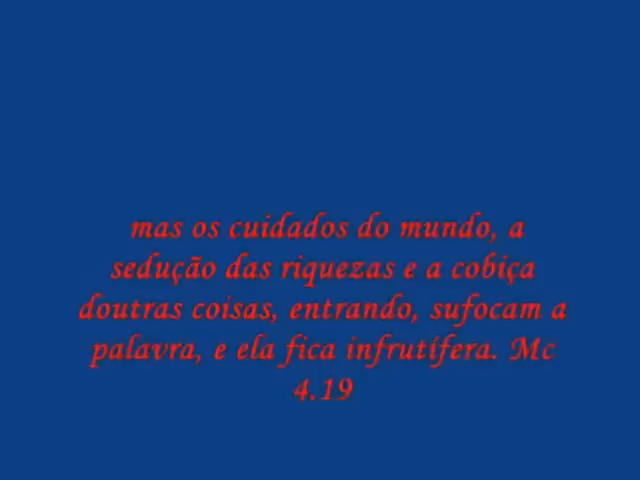 mas os cuidados do mundo, a
sedução das riquezas e a cobiça
doutras coisas, entrando, sufocam a
palavra, e ela fica infrutífera. Mc
4.19